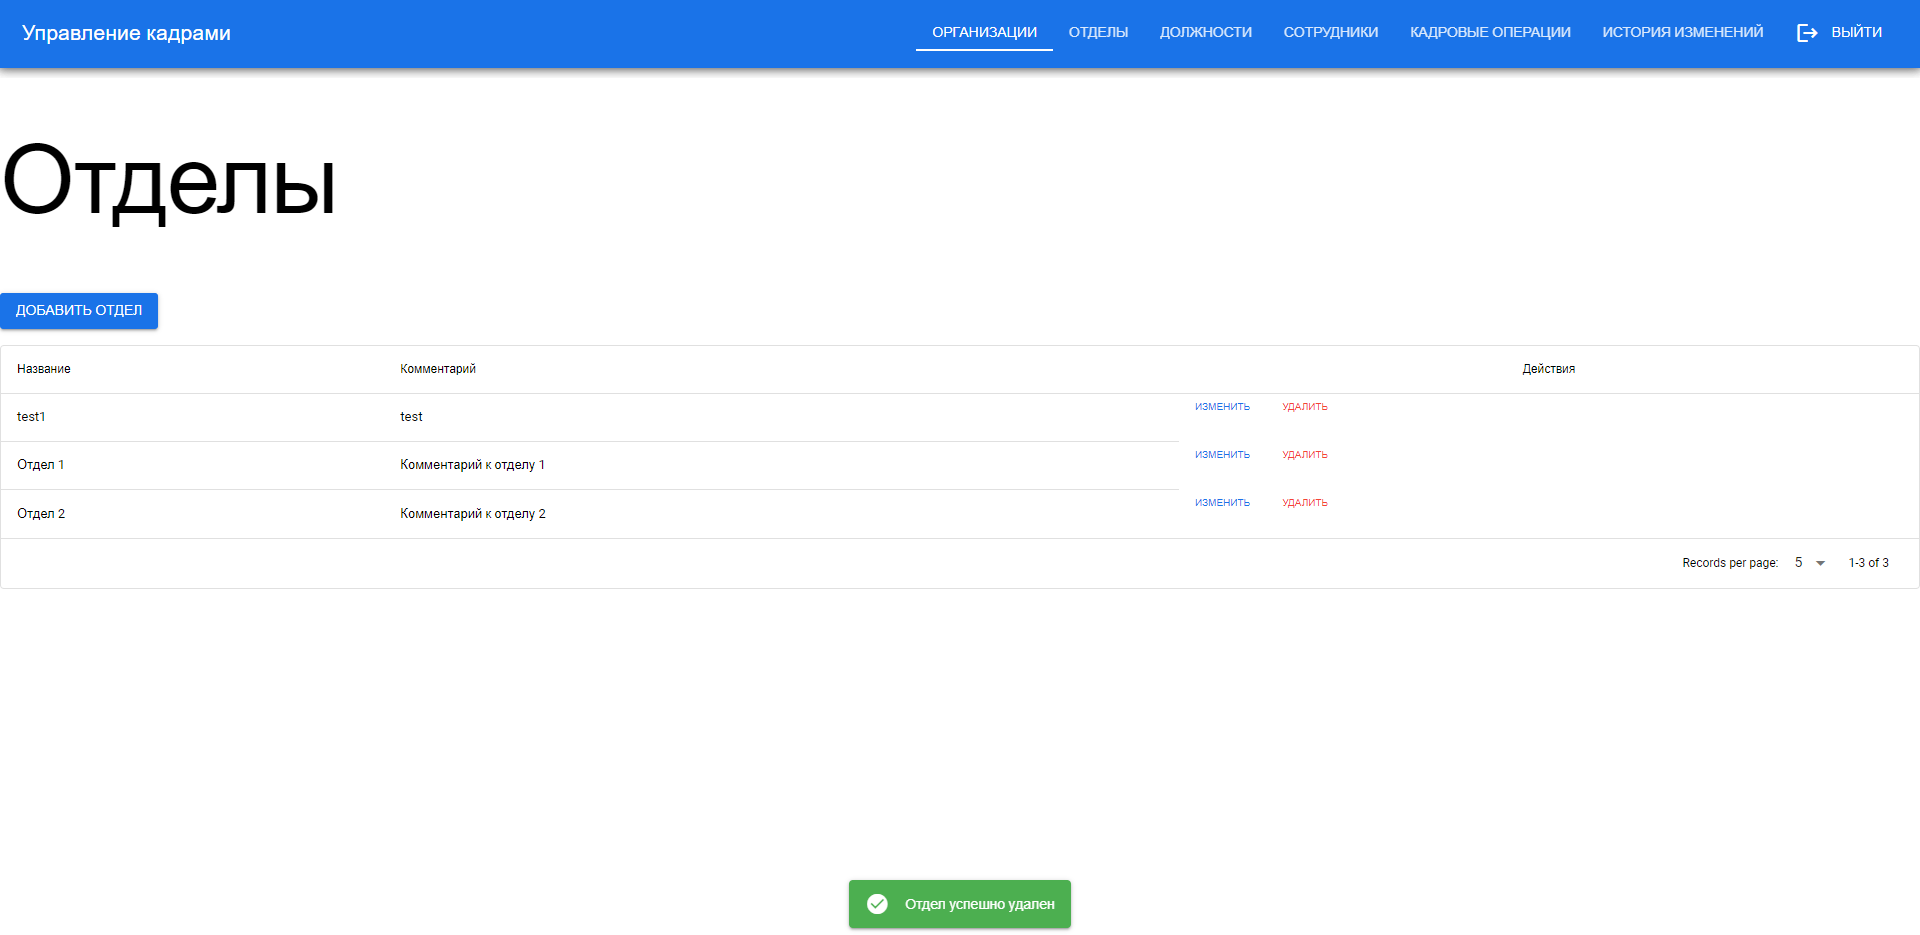 Управление кадрами
ОРГАНИЗАЦИИ ОТДЕЛЫ ДОЛЖНОСТИ СОТРУДНИКИ КАДРОВЫЕ ОПЕРАЦИИ ИСТОРИЯ ИЗМЕНЕНИЙ ВЫЙТИ
Отделы
ДОБАВИТЬ ОТДЕЛ
Название Комментарий Действия
test1 test ИЗМЕНИТЬ УДАЛИТЬ
Отдел 1 Комментарий к отделу 1 ИЗМЕНИТЬ УДАЛИТЬ
Отдел 2 Комментарий к отделу 2 ИЗМЕНИТЬ УДАЛИТЬ
Records per page: 5 1-3 of 3
Отдел успешно удален